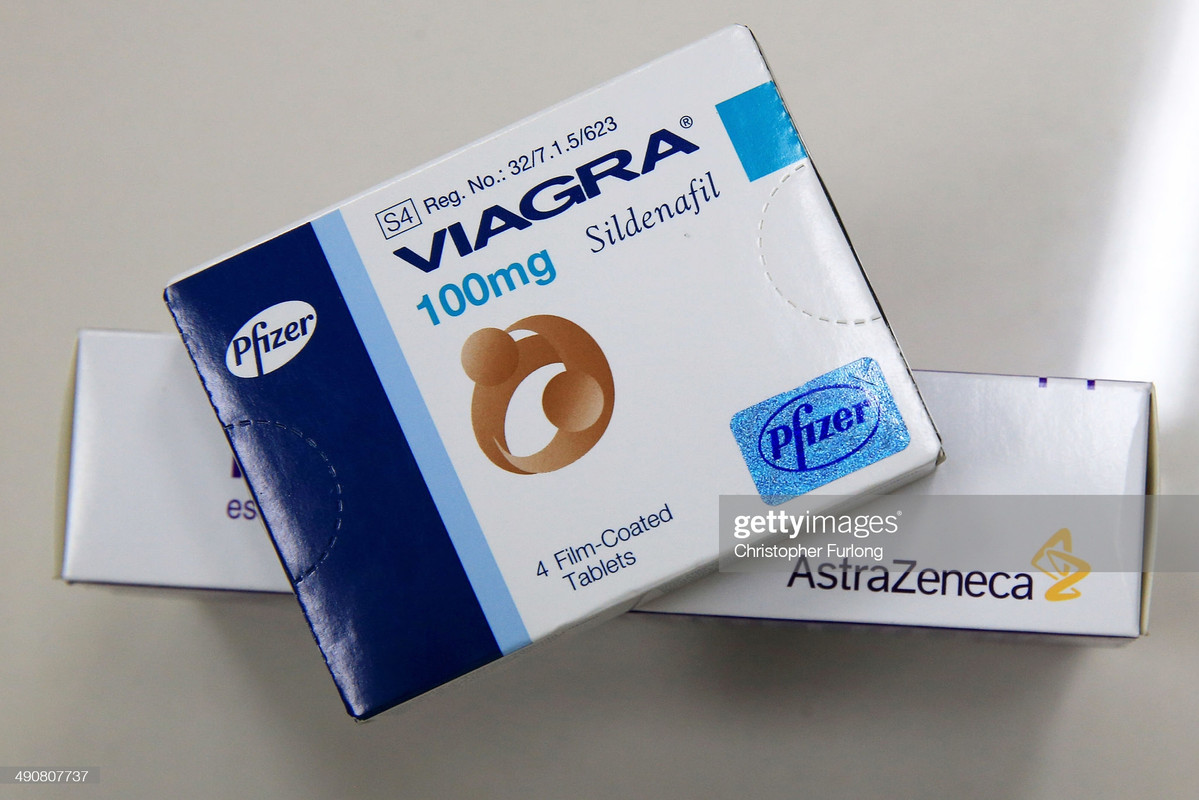 S4 Reg. No.: 32/7.1.5/623
VIAGRA®
100mg Sildenafil
Pfizer
Pfizer
4 Film-Coated
Tablets
es
gettyimages®
Christopher Furlong
AstraZeneca
490807737